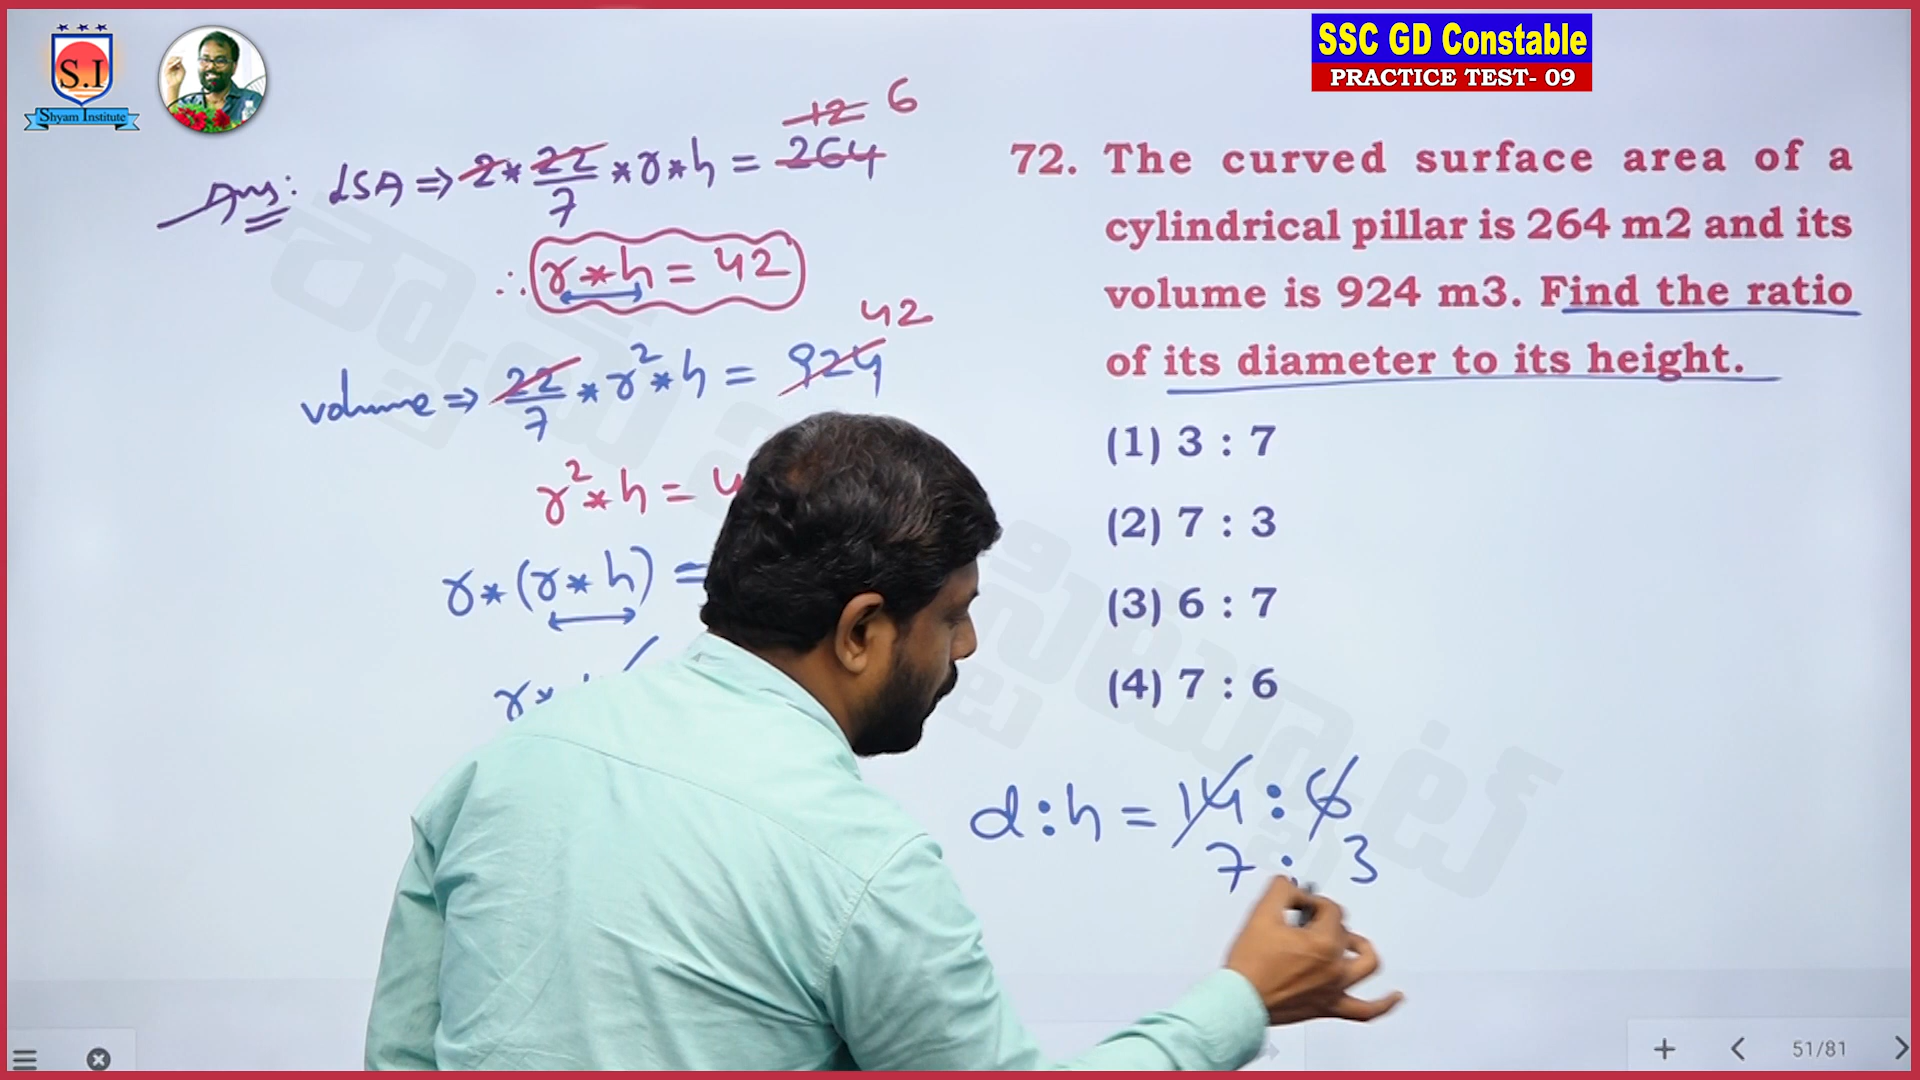 S.I
Shyam Institute
SSC GD Constable
PRACTICE TEST- 09
12 6
Ans: LSA ⇒ 2 * 22/7 * r * h = 264
∴ r * h = 42
42
volume ⇒ 22/7 * r² * h = 924
r² * h = 4
r * (r * h) =
r *
72. The curved surface area of a
cylindrical pillar is 264 m2 and its
volume is 924 m3. Find the ratio
of its diameter to its height.
(1) 3 : 7
(2) 7 : 3
(3) 6 : 7
(4) 7 : 6
d : h = 14 : 6
7 : 3
51/81